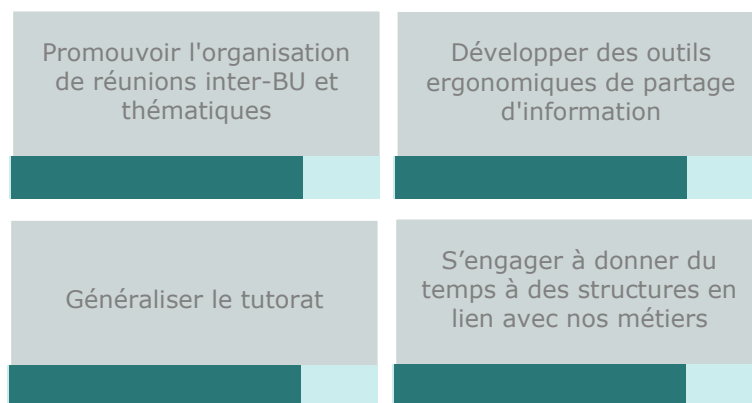 Promouvoir l'organisation
de réunions inter-BU et
thématiques
Développer des outils
ergonomiques de partage
d'information
Généraliser le tutorat
S’engager à donner du
temps à des structures en
lien avec nos métiers